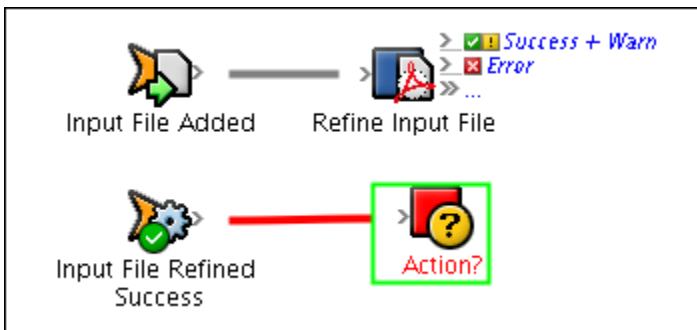 Success + Warn
Error
...
Input File Added
Refine Input File
Input File Refined
Success
?
Action?